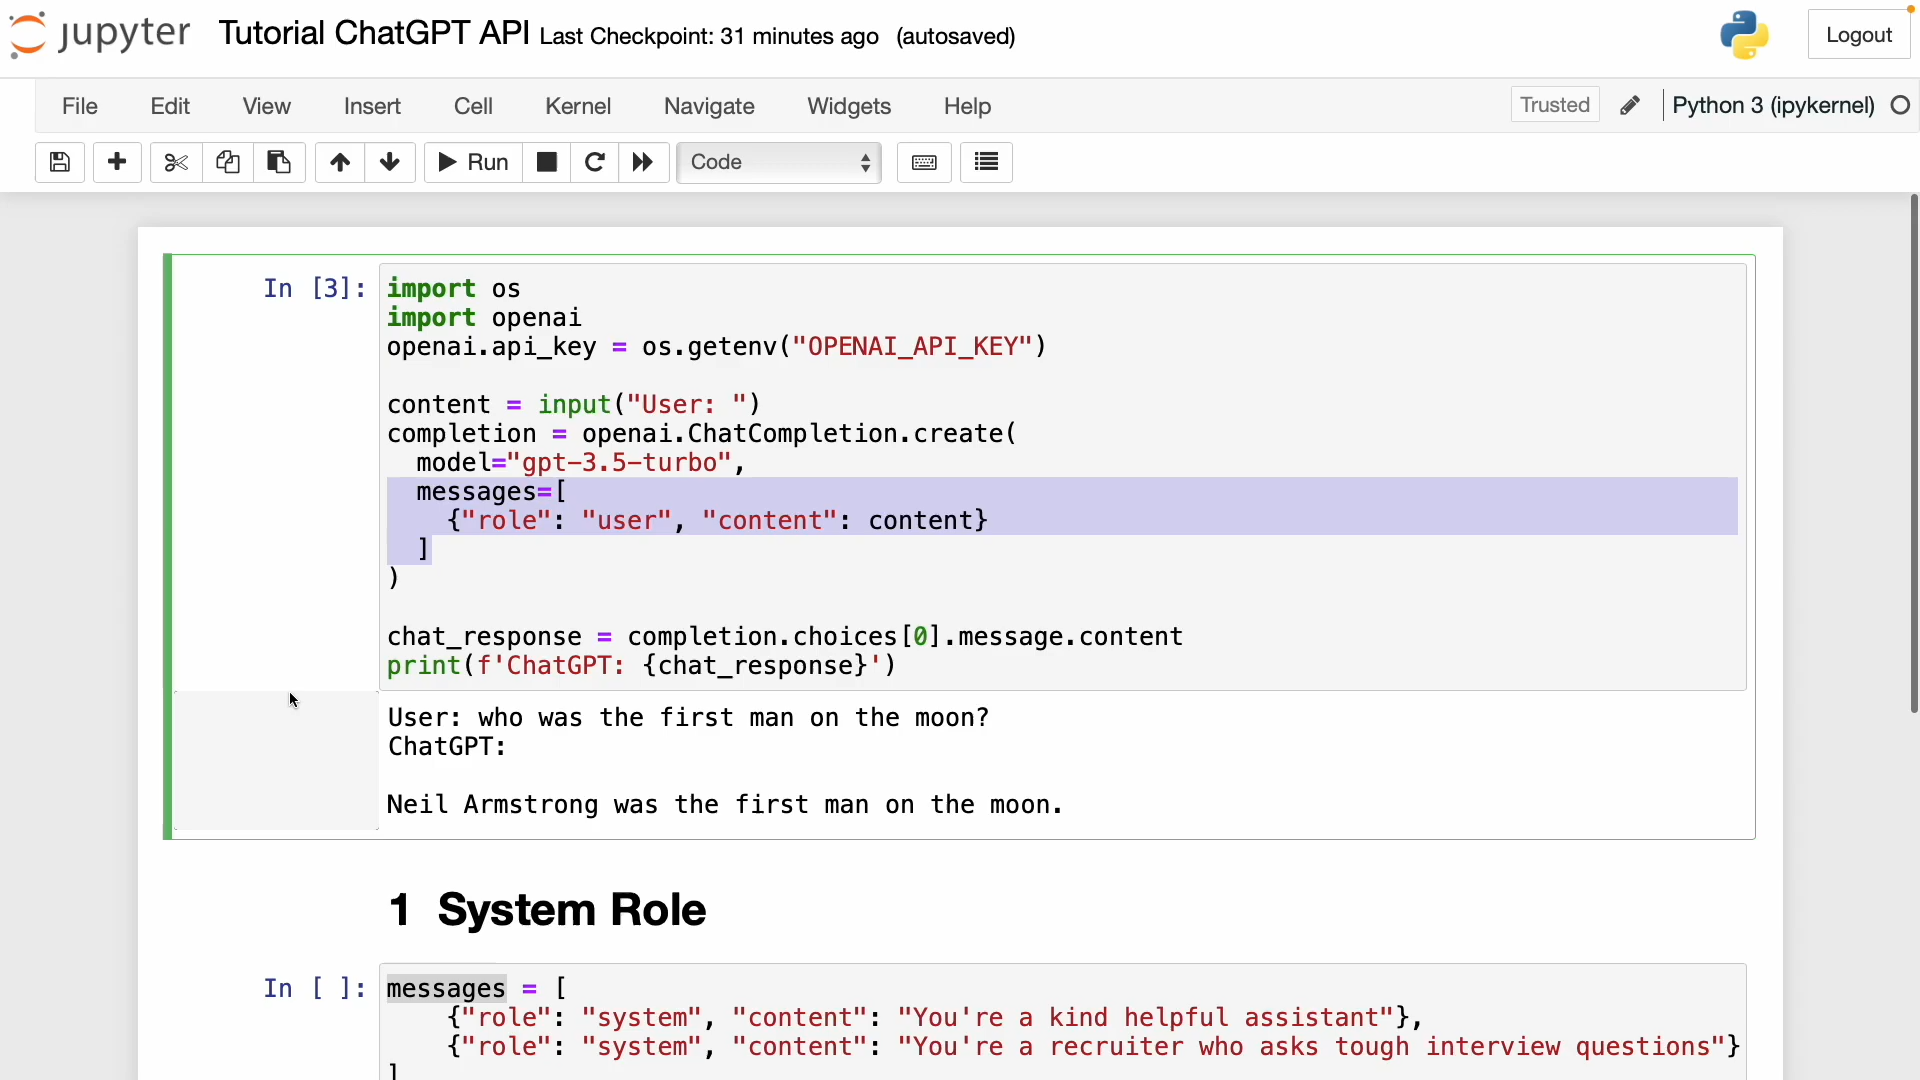 jupyter Tutorial ChatGPT API Last Checkpoint: 31 minutes ago (autosaved) Logout
File Edit View Insert Cell Kernel Navigate Widgets Help Trusted Python 3 (ipykernel)
Run Code
In [3]: import os
import openai
openai.api_key = os.getenv("OPENAI_API_KEY")
content = input("User: ")
completion = openai.ChatCompletion.create(
model="gpt-3.5-turbo",
messages=[
{"role": "user", "content": content}
]
)
chat_response = completion.choices[0].message.content
print(f'ChatGPT: {chat_response}')
User: who was the first man on the moon?
ChatGPT:
Neil Armstrong was the first man on the moon.
1 System Role
In [ ]: messages = [
{"role": "system", "content": "You're a kind helpful assistant"},
{"role": "system", "content": "You're a recruiter who asks tough interview questions"}
]